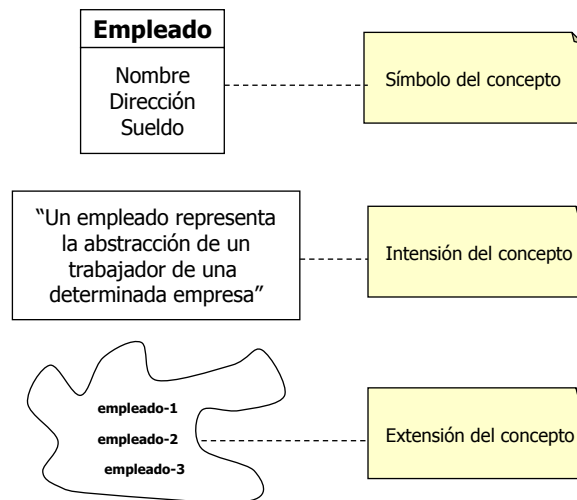 Empleado
Nombre
Dirección
Sueldo
Símbolo del concepto
“Un empleado representa
la abstracción de un
trabajador de una
determinada empresa”
Intensión del concepto
empleado-1
empleado-2
empleado-3
Extensión del concepto